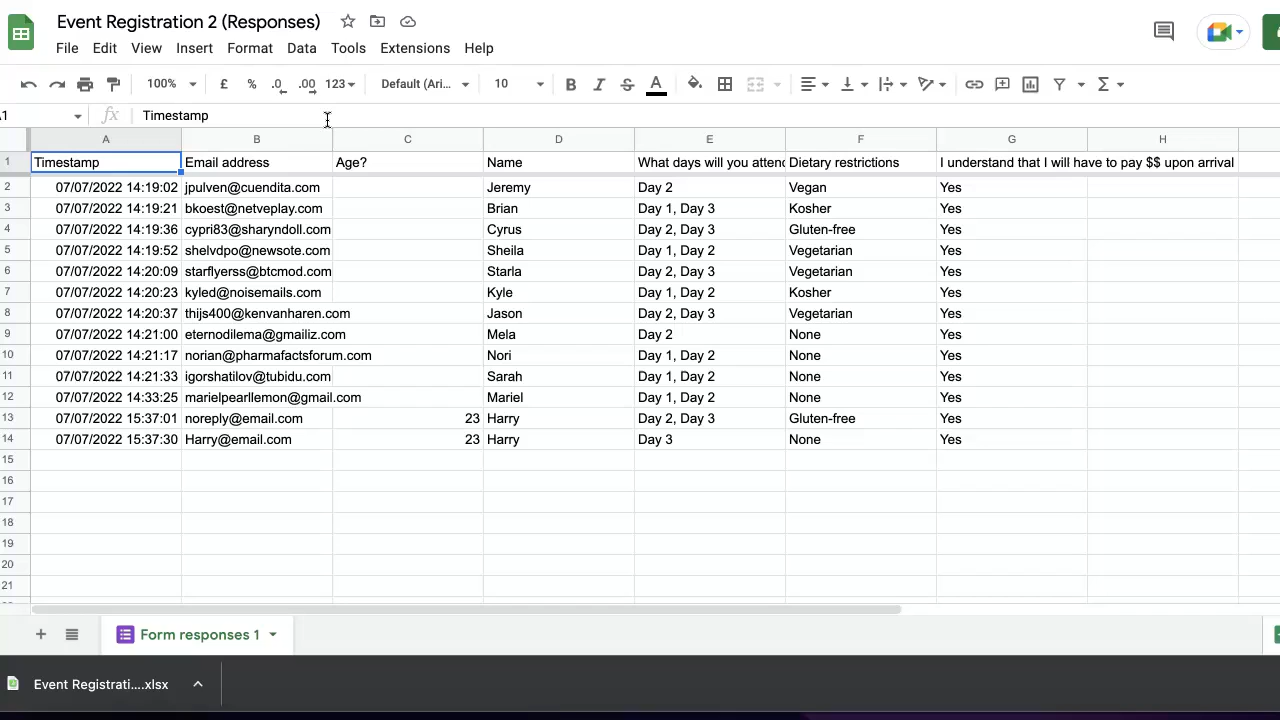 Event Registration 2 (Responses)
File Edit View Insert Format Data Tools Extensions Help
100% £ % .0 .00 123 Default (Ari... 10 B I S A Σ
fx Timestamp
A B C D E F G H
1 Timestamp Email address Age? Name What days will you attend Dietary restrictions I understand that I will have to pay $$ upon arrival
2 07/07/2022 14:19:02 jpulven@cuendita.com Jeremy Day 2 Vegan Yes
3 07/07/2022 14:19:21 bkoest@netveplay.com Brian Day 1, Day 3 Kosher Yes
4 07/07/2022 14:19:36 cypri83@sharyndoll.com Cyrus Day 2, Day 3 Gluten-free Yes
5 07/07/2022 14:19:52 shelvdpo@newsote.com Sheila Day 1, Day 2 Vegetarian Yes
6 07/07/2022 14:20:09 starflyerss@btcmod.com Starla Day 2, Day 3 Vegetarian Yes
7 07/07/2022 14:20:23 kyled@noisemails.com Kyle Day 1, Day 2 Kosher Yes
8 07/07/2022 14:20:37 thijs400@kenvanharen.com Jason Day 2, Day 3 Vegetarian Yes
9 07/07/2022 14:21:00 eternodilema@gmailiz.com Mela Day 2 None Yes
10 07/07/2022 14:21:17 norian@pharmafactsforum.com Nori Day 1, Day 2 None Yes
11 07/07/2022 14:21:33 igorshatilov@tubidu.com Sarah Day 1, Day 2 None Yes
12 07/07/2022 14:33:25 marielpearllemon@gmail.com Mariel Day 1, Day 2 None Yes
13 07/07/2022 15:37:01 noreply@email.com 23 Harry Day 2, Day 3 Gluten-free Yes
14 07/07/2022 15:37:30 Harry@email.com 23 Harry Day 3 None Yes
15
16
17
18
19
20
21
Form responses 1
Event Registrati....xlsx